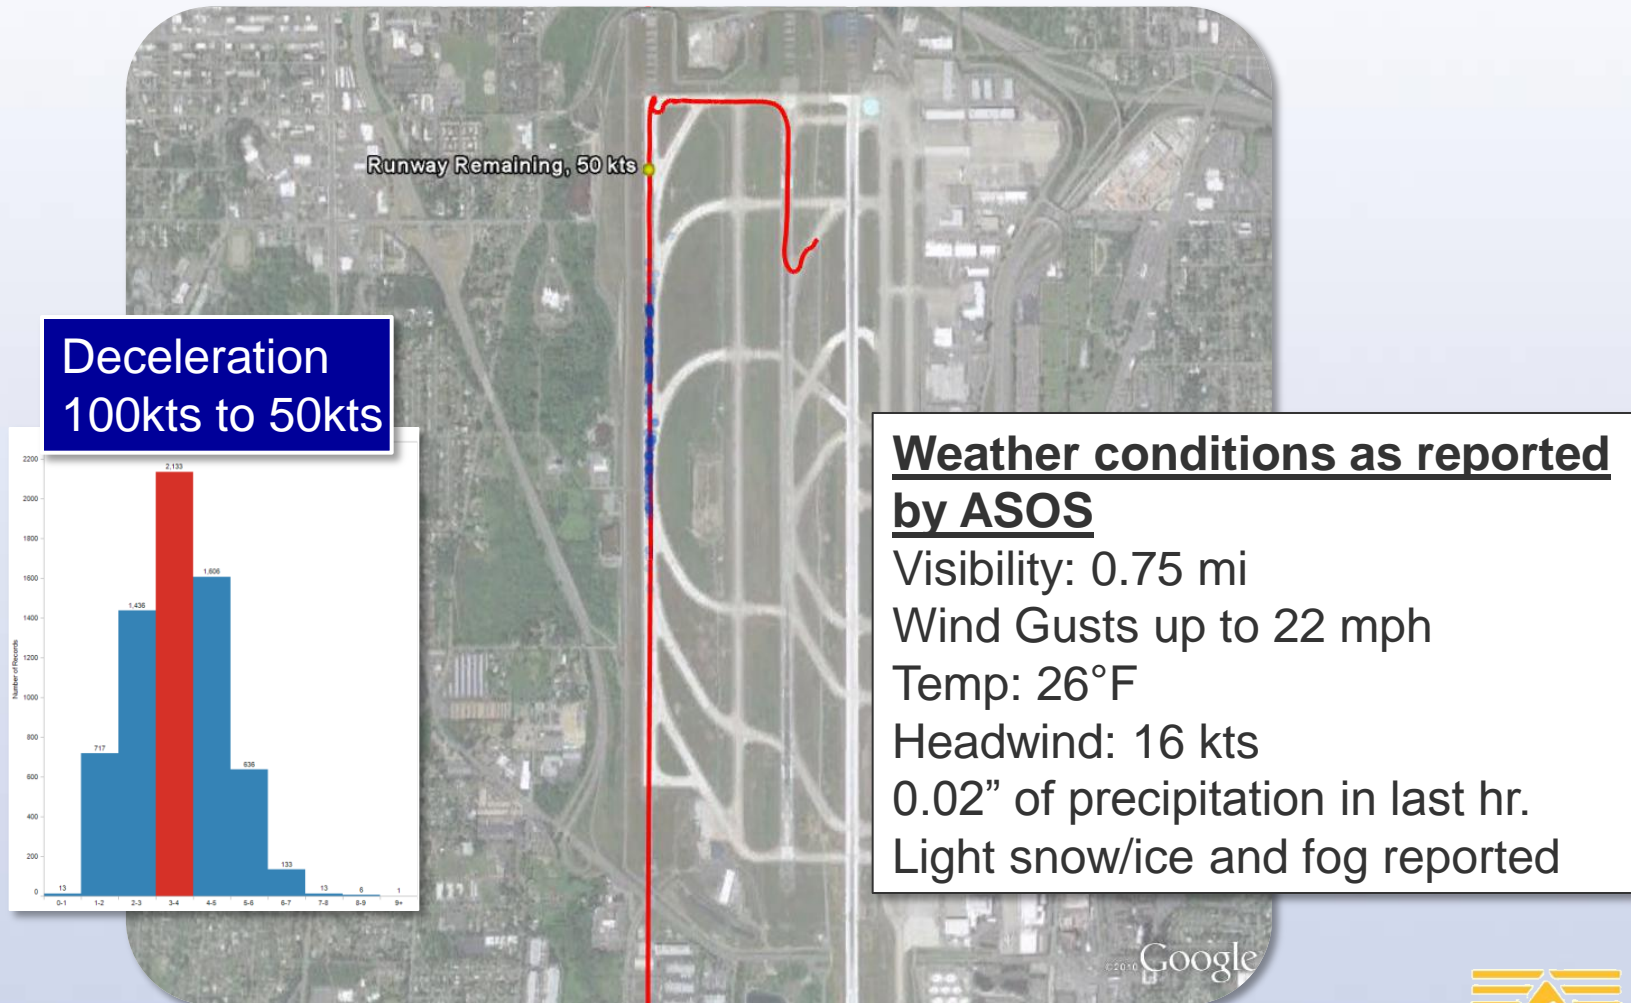 Runway Remaining, 50 kts
Deceleration
100kts to 50kts
2200
2000
1800
1600
1400
1200
1000
800
600
400
200
0
Number of Records
13
717
1,436
2,133
1,606
636
133
13
6
1
0-1
1-2
2-3
3-4
4-5
5-6
6-7
7-8
8-9
9+
Weather conditions as reported
by ASOS
Visibility: 0.75 mi
Wind Gusts up to 22 mph
Temp: 26°F
Headwind: 16 kts
0.02” of precipitation in last hr.
Light snow/ice and fog reported
©2010 Google